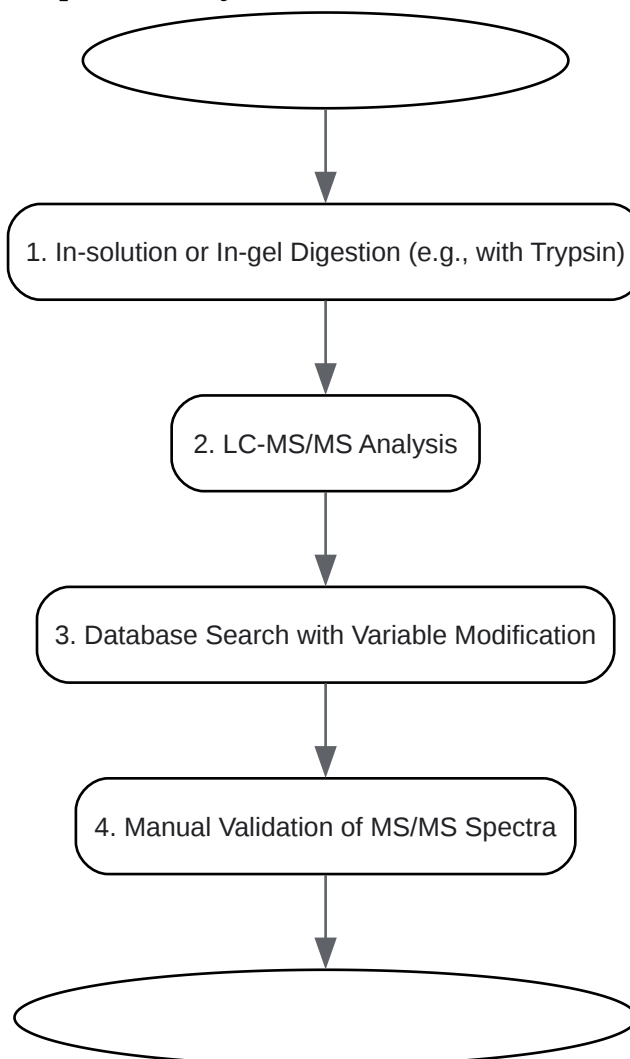 1. In-solution or In-gel Digestion (e.g., with Trypsin)
2. LC-MS/MS Analysis
3. Database Search with Variable Modification
4. Manual Validation of MS/MS Spectra